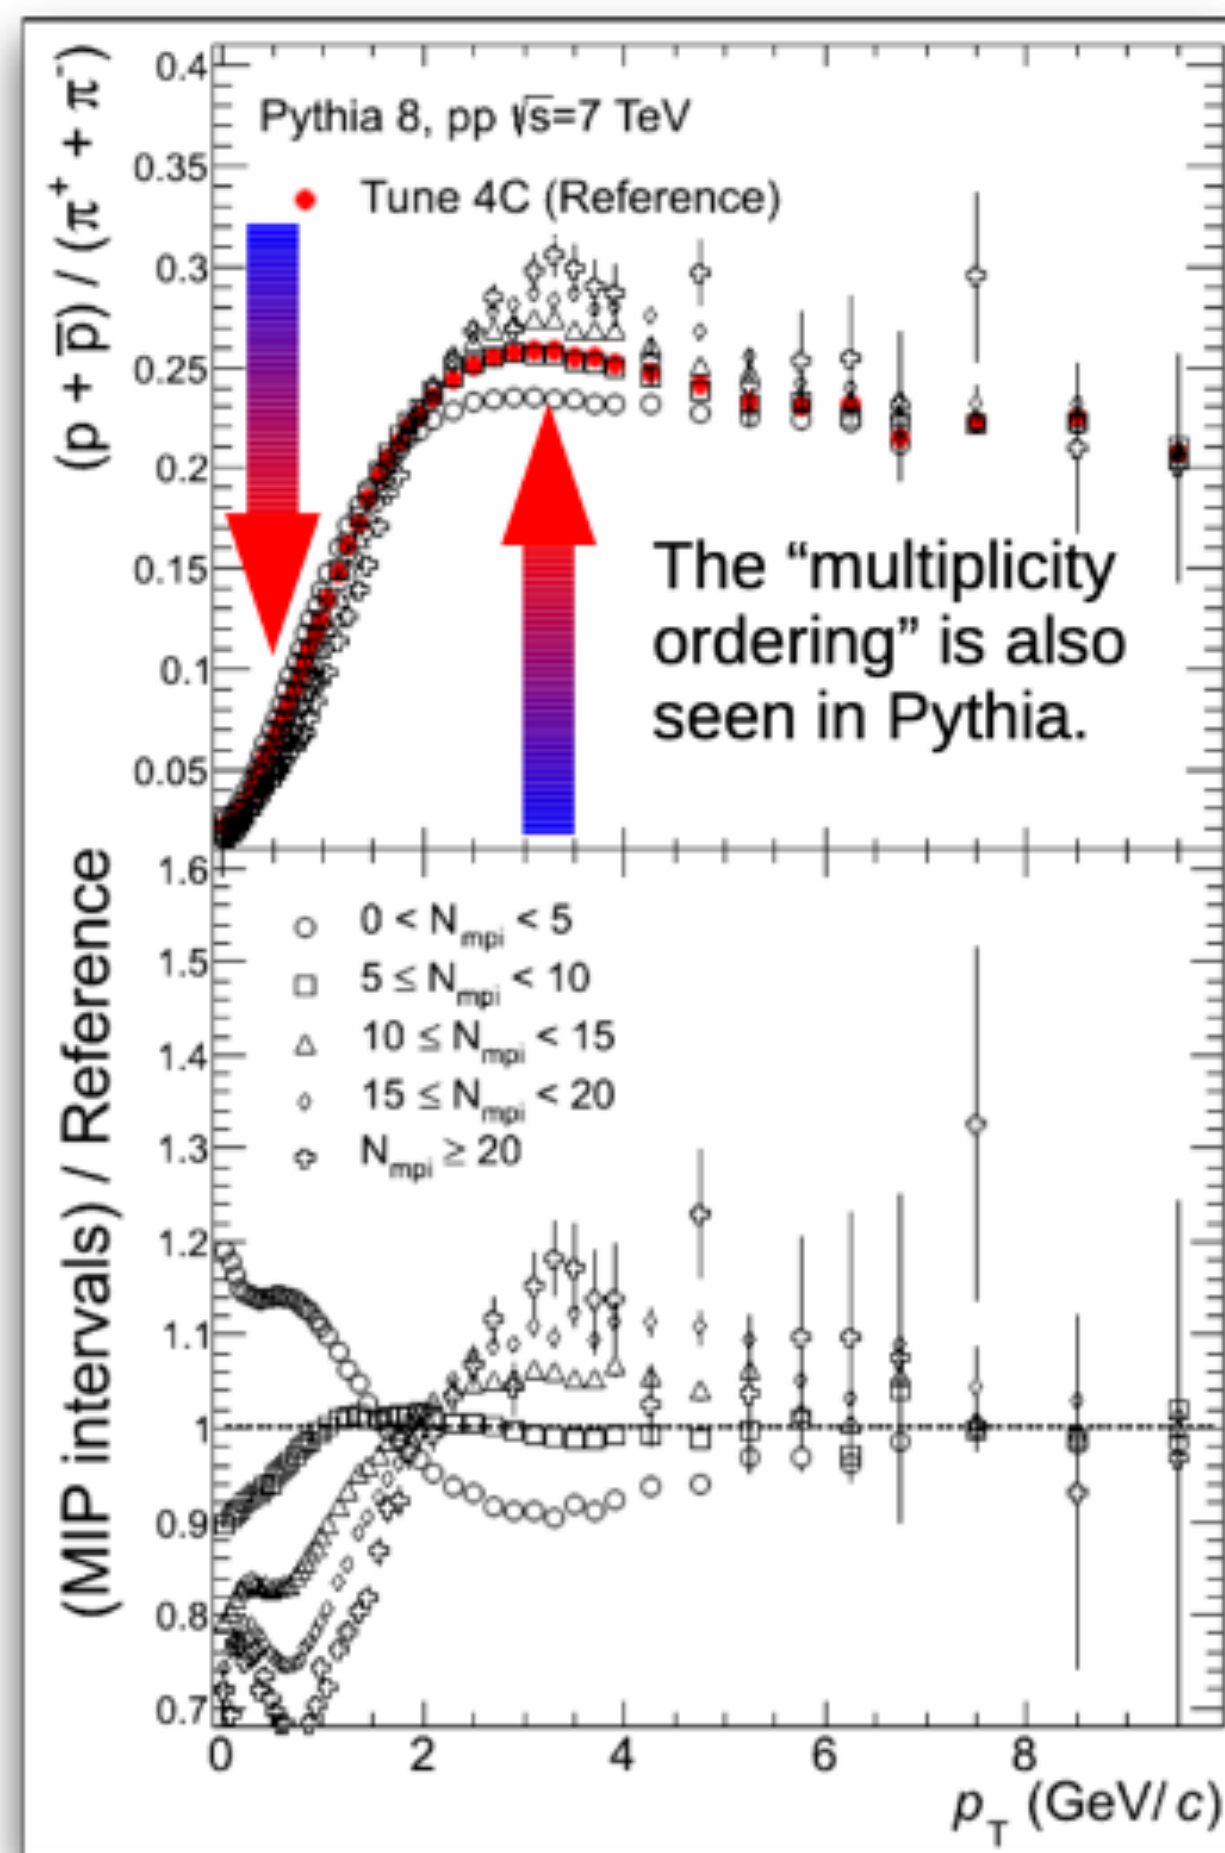 (p + p̅) / (π⁺ + π⁻)
0.4
0.35
0.3
0.25
0.2
0.15
0.1
0.05
Pythia 8, pp √s=7 TeV
Tune 4C (Reference)
The “multiplicity
ordering” is also
seen in Pythia.
(MIP intervals) / Reference
1.6
1.5
1.4
1.3
1.2
1.1
1
0.9
0.8
0.7
0 < N_mpi < 5
5 ≤ N_mpi < 10
10 ≤ N_mpi < 15
15 ≤ N_mpi < 20
N_mpi ≥ 20
0 2 4 6 8
p_T (GeV/c)